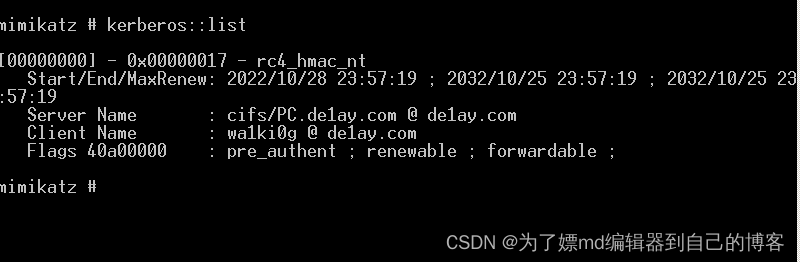 mimikatz # kerberos::list
[00000000] - 0x00000017 - rc4_hmac_nt
Start/End/MaxRenew: 2022/10/28 23:57:19 ; 2032/10/25 23:57:19 ; 2032/10/25 23
:57:19
Server Name : cifs/PC.de1ay.com @ de1ay.com
Client Name : wa1ki0g @ de1ay.com
Flags 40a00000 : pre_authent ; renewable ; forwardable ;
mimikatz #
CSDN @为了嫖md编辑器到自己的博客